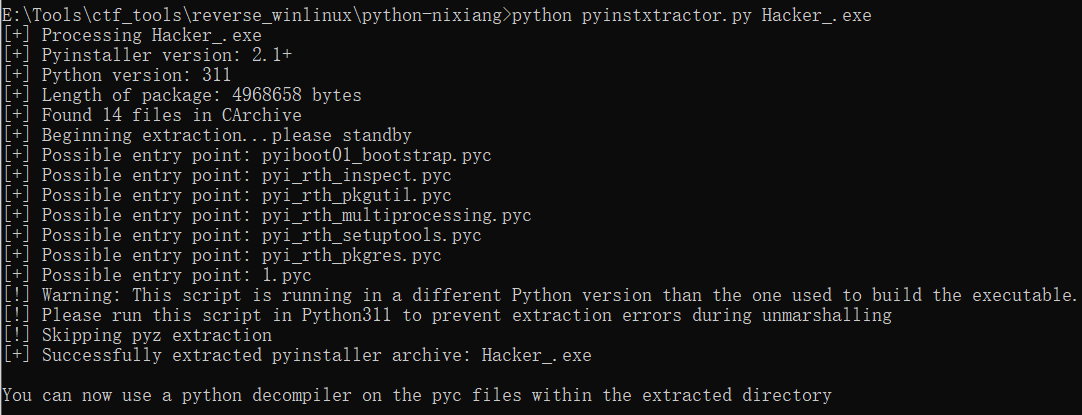 E:\Tools\ctf_tools\reverse_winlinux\python-nixiang>python pyinstxtractor.py Hacker_.exe
[+] Processing Hacker_.exe
[+] Pyinstaller version: 2.1+
[+] Python version: 311
[+] Length of package: 4968658 bytes
[+] Found 14 files in CArchive
[+] Beginning extraction...please standby
[+] Possible entry point: pyiboot01_bootstrap.pyc
[+] Possible entry point: pyi_rth_inspect.pyc
[+] Possible entry point: pyi_rth_pkgutil.pyc
[+] Possible entry point: pyi_rth_multiprocessing.pyc
[+] Possible entry point: pyi_rth_setuptools.pyc
[+] Possible entry point: pyi_rth_pkgres.pyc
[+] Possible entry point: 1.pyc
[!] Warning: This script is running in a different Python version than the one used to build the executable.
[!] Please run this script in Python311 to prevent extraction errors during unmarshalling
[!] Skipping pyz extraction
[+] Successfully extracted pyinstaller archive: Hacker_.exe
You can now use a python decompiler on the pyc files within the extracted directory